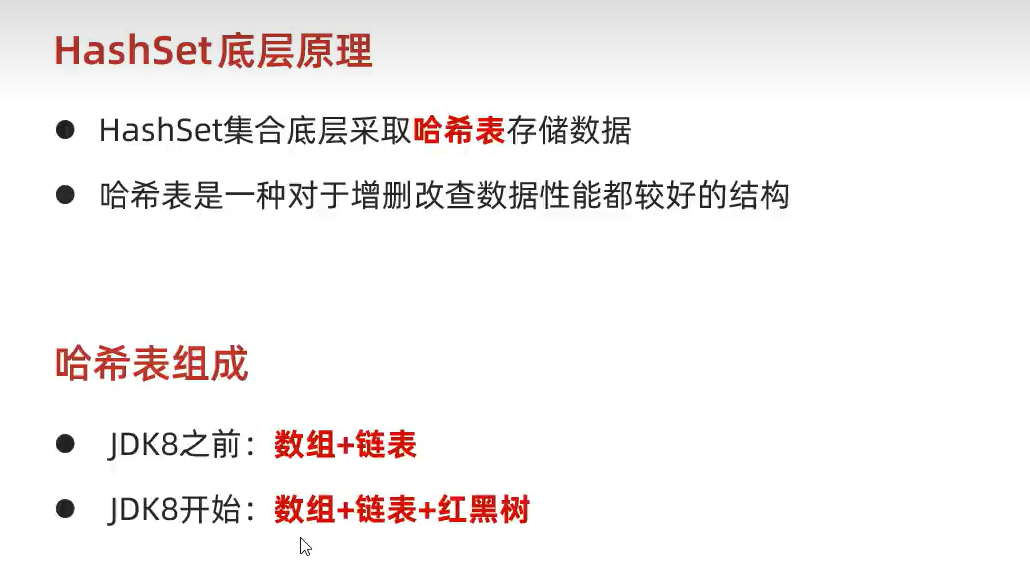 HashSet底层原理
HashSet集合底层采取哈希表存储数据
哈希表是一种对于增删改查数据性能都较好的结构
哈希表组成
JDK8之前：数组+链表
JDK8开始：数组+链表+红黑树